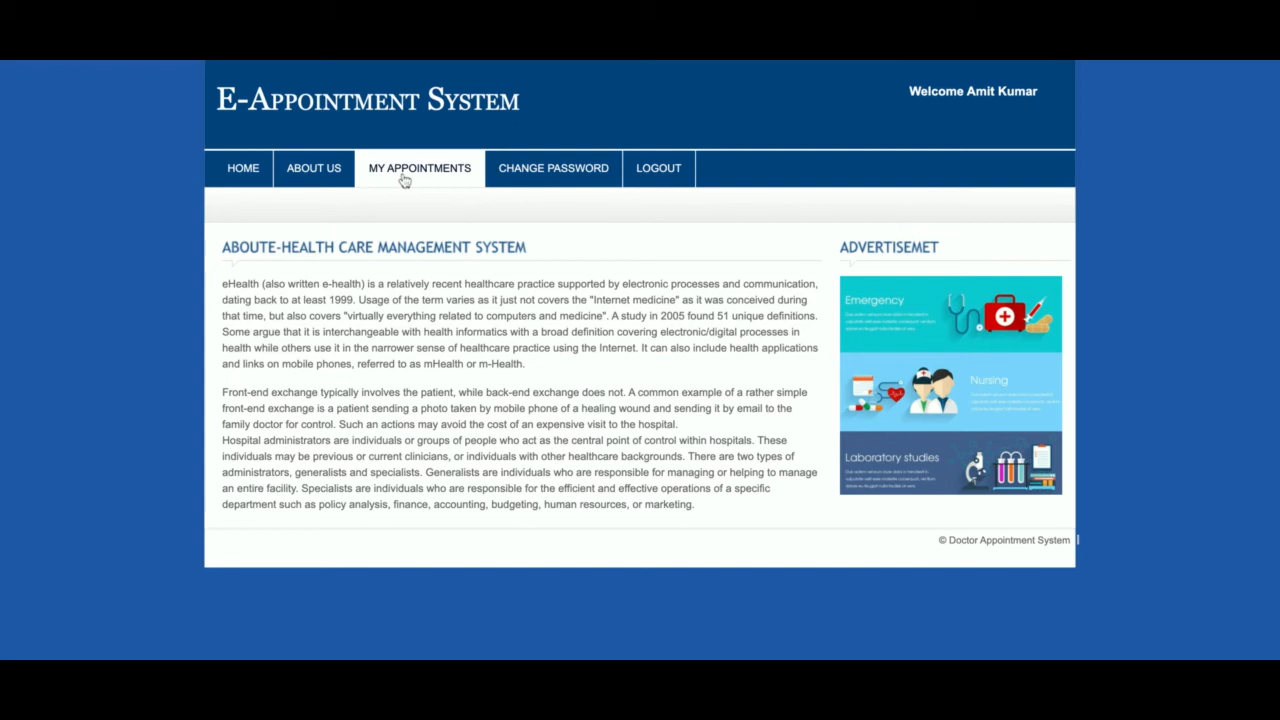 E-Appointment System
Welcome Amit Kumar
HOME
ABOUT US
MY APPOINTMENTS
CHANGE PASSWORD
LOGOUT
ABOUTE-HEALTH CARE MANAGEMENT SYSTEM
eHealth (also written e-health) is a relatively recent healthcare practice supported by electronic processes and communication,
dating back to at least 1999. Usage of the term varies as it just not covers the "Internet medicine" as it was conceived during
that time, but also covers "virtually everything related to computers and medicine". A study in 2005 found 51 unique definitions.
Some argue that it is interchangeable with health informatics with a broad definition covering electronic/digital processes in
health while others use it in the narrower sense of healthcare practice using the Internet. It can also include health applications
and links on mobile phones, referred to as mHealth or m-Health.
Front-end exchange typically involves the patient, while back-end exchange does not. A common example of a rather simple
front-end exchange is a patient sending a photo taken by mobile phone of a healing wound and sending it by email to the
family doctor for control. Such an actions may avoid the cost of an expensive visit to the hospital.
Hospital administrators are individuals or groups of people who act as the central point of control within hospitals. These
individuals may be previous or current clinicians, or individuals with other healthcare backgrounds. There are two types of
administrators, generalists and specialists. Generalists are individuals who are responsible for managing or helping to manage
an entire facility. Specialists are individuals who are responsible for the efficient and effective operations of a specific
department such as policy analysis, finance, accounting, budgeting, human resources, or marketing.
ADVERTISEMET
Emergency
Nursing
Laboratory studies
© Doctor Appointment System